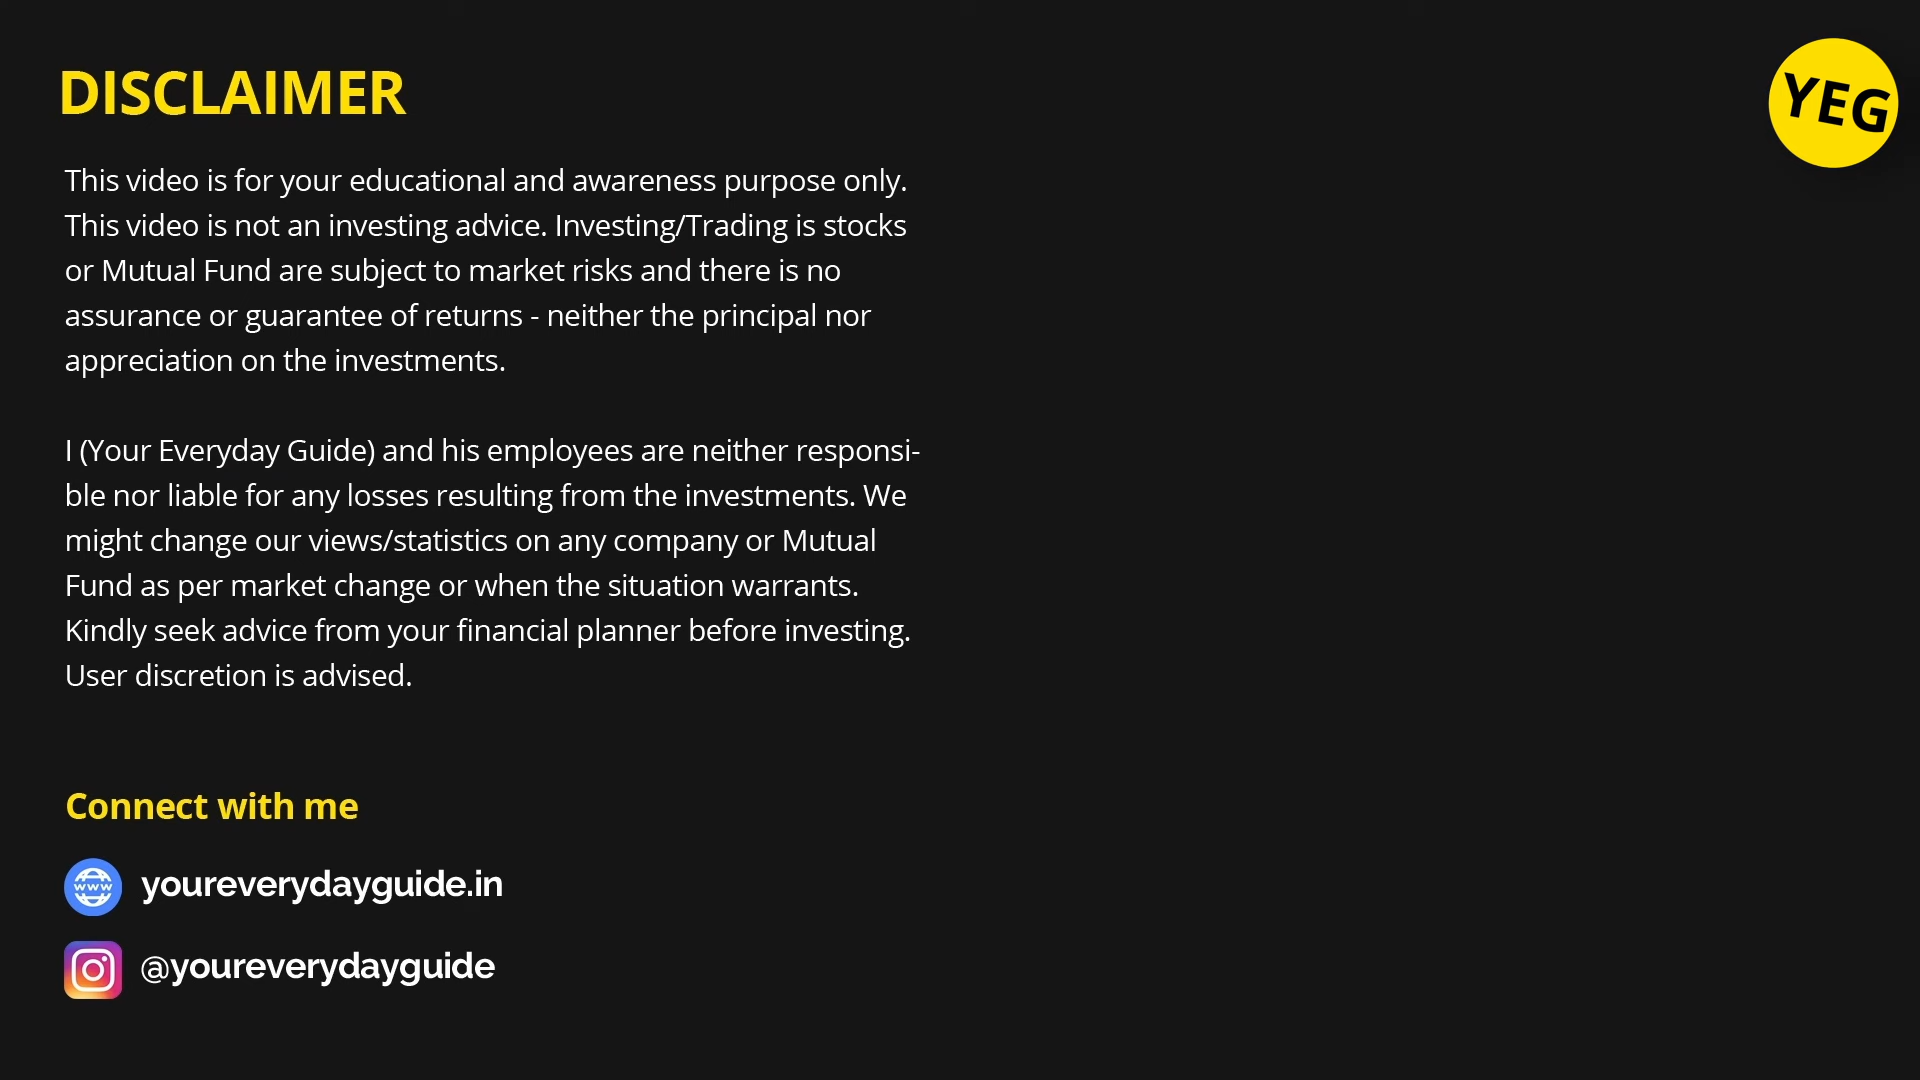 DISCLAIMER
YEG
This video is for your educational and awareness purpose only.
This video is not an investing advice. Investing/Trading is stocks
or Mutual Fund are subject to market risks and there is no
assurance or guarantee of returns - neither the principal nor
appreciation on the investments.
I (Your Everyday Guide) and his employees are neither responsi-
ble nor liable for any losses resulting from the investments. We
might change our views/statistics on any company or Mutual
Fund as per market change or when the situation warrants.
Kindly seek advice from your financial planner before investing.
User discretion is advised.
Connect with me
www
youreverydayguide.in
@youreverydayguide